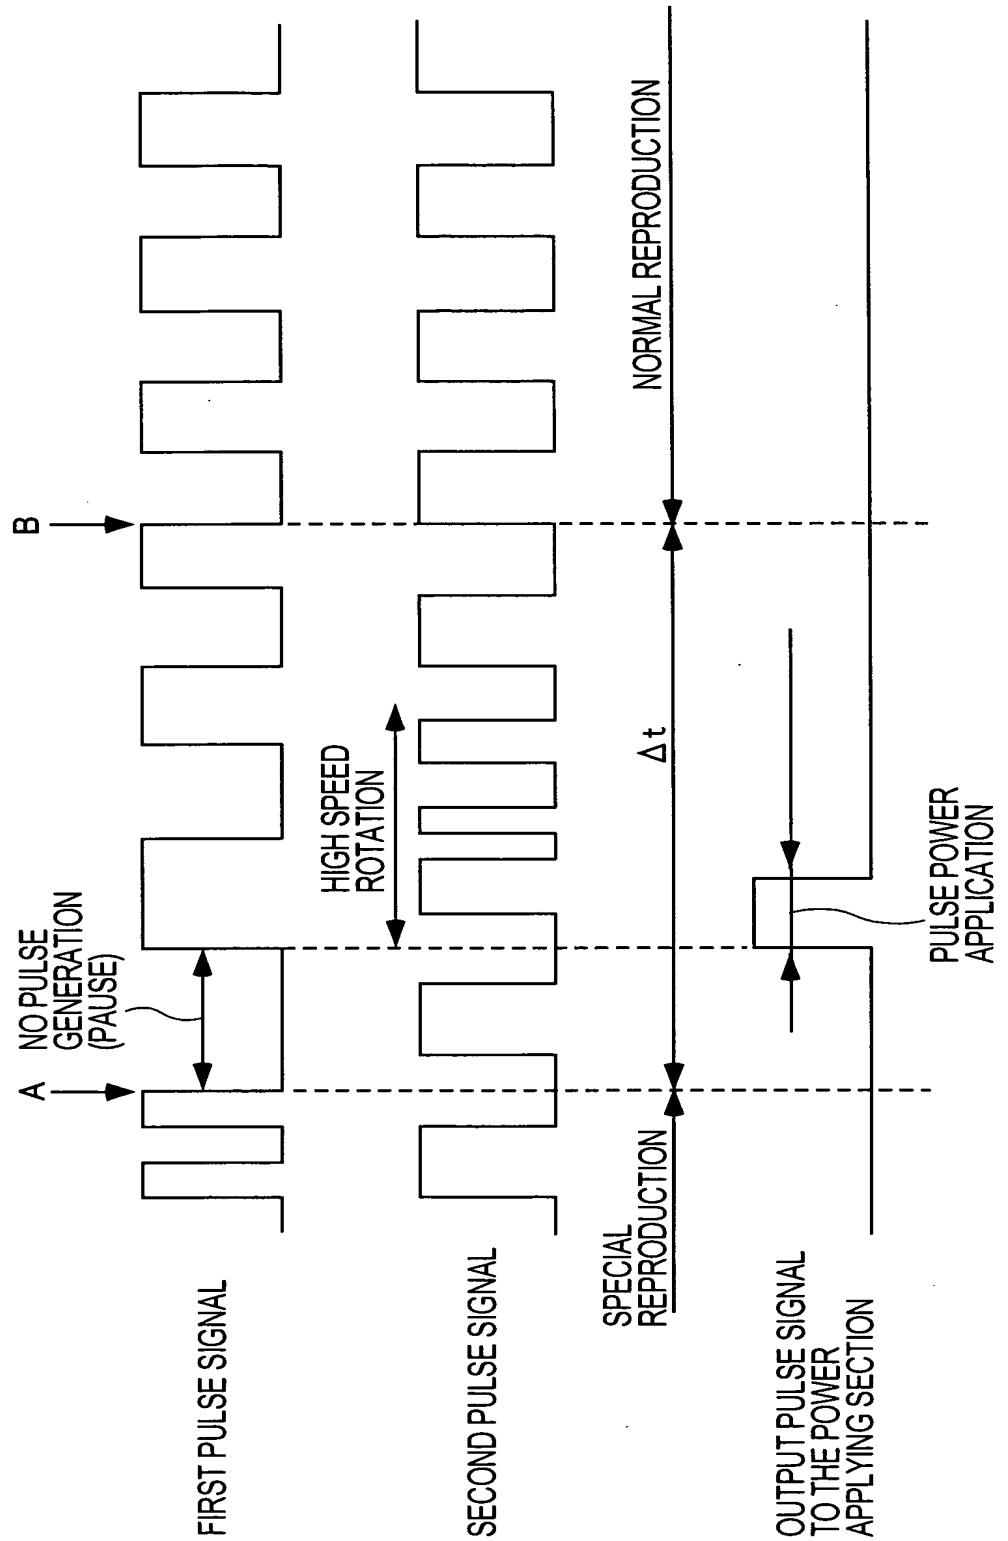 A
B
NO PULSE
GENERATION
(PAUSE)
FIRST PULSE SIGNAL
HIGH SPEED
ROTATION
SECOND PULSE SIGNAL
SPECIAL
REPRODUCTION
Δt
NORMAL REPRODUCTION
OUTPUT PULSE SIGNAL
TO THE POWER
APPLYING SECTION
PULSE POWER
APPLICATION